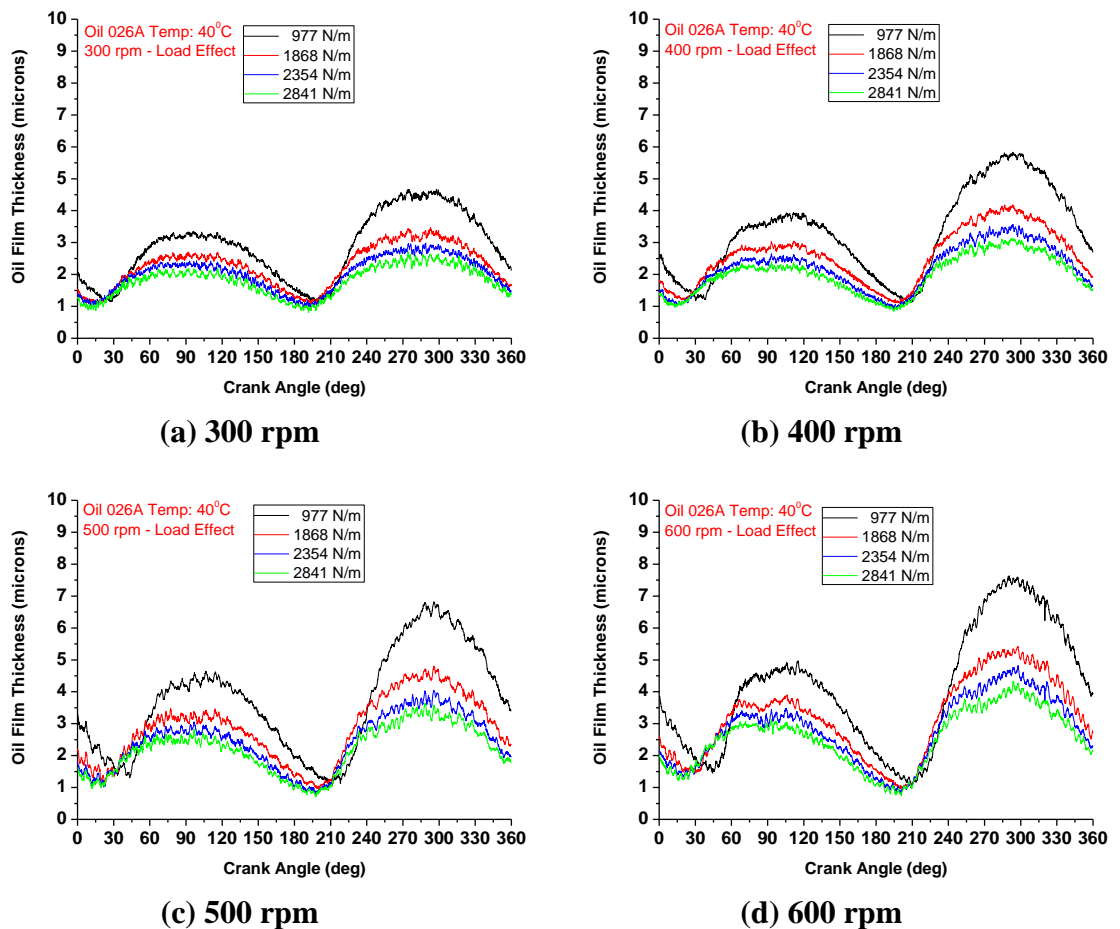 Oil 026A Temp: 40⁰C
300 rpm - Load Effect
977 N/m
1868 N/m
2354 N/m
2841 N/m
Oil Film Thickness (microns)
10
9
8
7
6
5
4
3
2
1
0
0 30 60 90 120 150 180 210 240 270 300 330 360
Crank Angle (deg)
(a) 300 rpm
Oil 026A Temp: 40⁰C
400 rpm - Load Effect
977 N/m
1868 N/m
2354 N/m
2841 N/m
Oil Film Thickness (microns)
10
9
8
7
6
5
4
3
2
1
0
0 30 60 90 120 150 180 210 240 270 300 330 360
Crank Angle (deg)
(b) 400 rpm
Oil 026A Temp: 40⁰C
500 rpm - Load Effect
977 N/m
1868 N/m
2354 N/m
2841 N/m
Oil Film Thickness (microns)
10
9
8
7
6
5
4
3
2
1
0
0 30 60 90 120 150 180 210 240 270 300 330 360
Crank Angle (deg)
(c) 500 rpm
Oil 026A Temp: 40⁰C
600 rpm - Load Effect
977 N/m
1868 N/m
2354 N/m
2841 N/m
Oil Film Thickness (microns)
10
9
8
7
6
5
4
3
2
1
0
0 30 60 90 120 150 180 210 240 270 300 330 360
Crank Angle (deg)
(d) 600 rpm